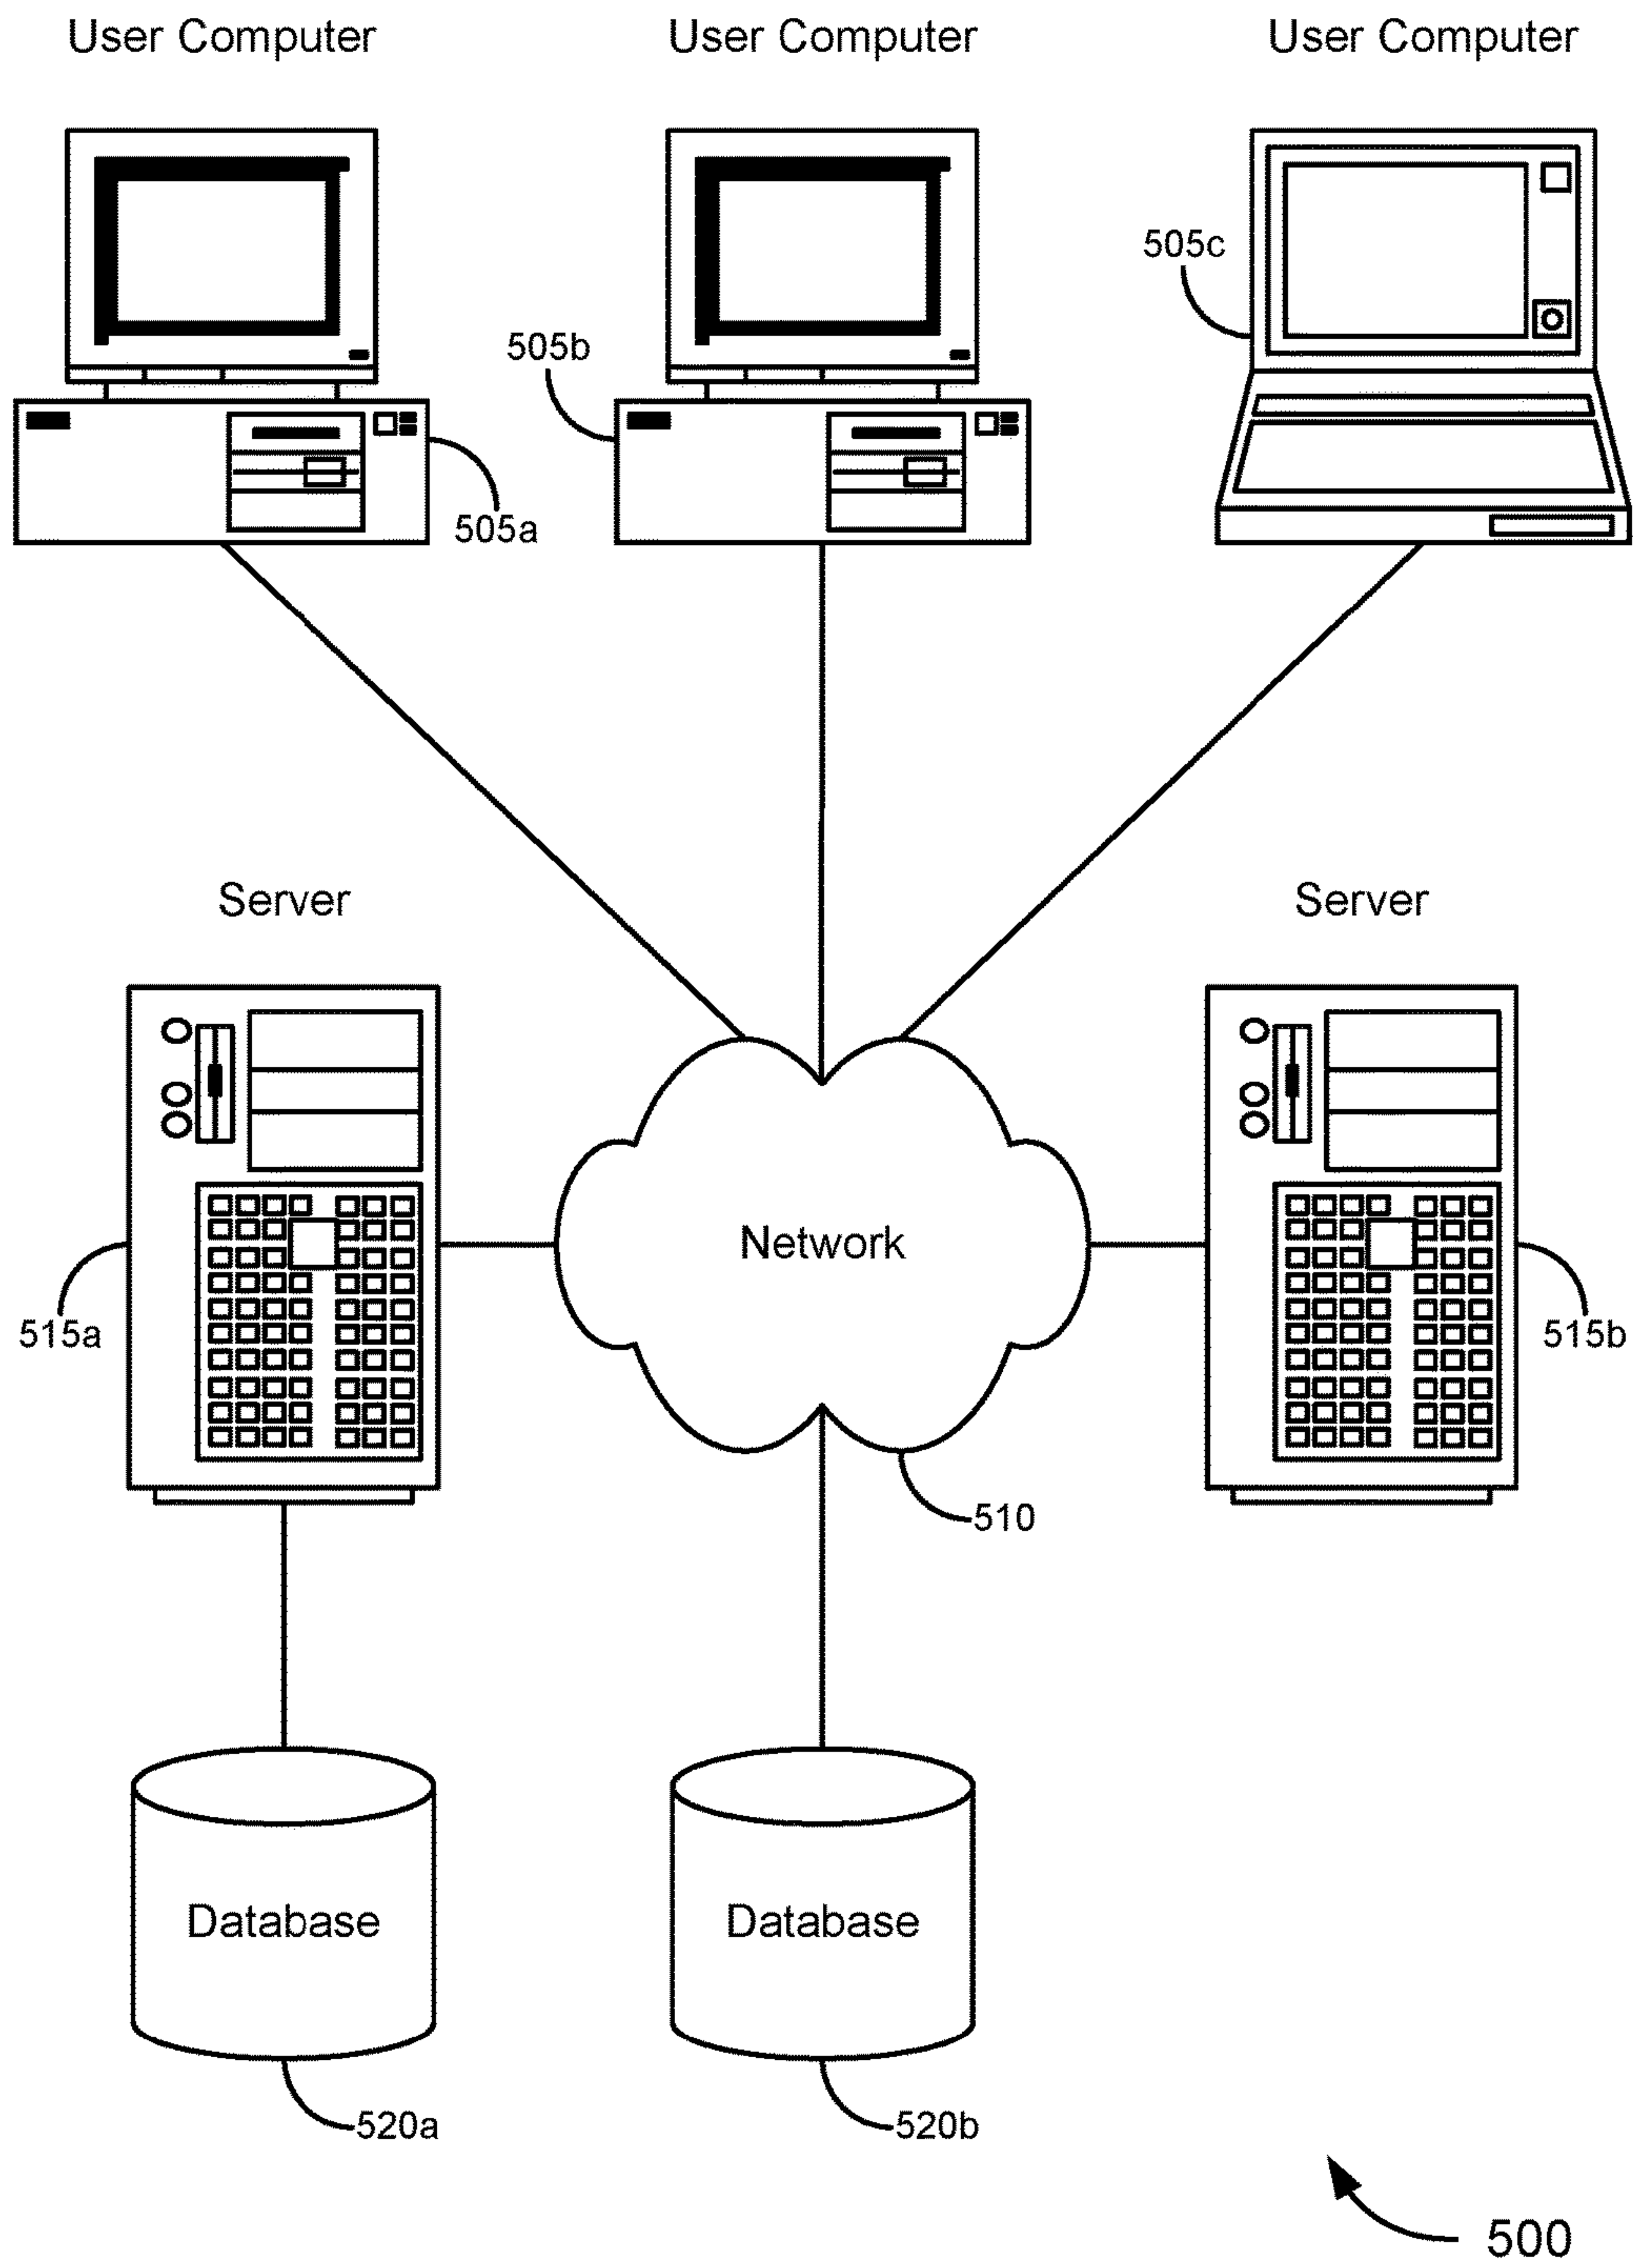 User Computer
User Computer
User Computer
505c
505b
505a
Server
Server
Network
515a
515b
510
Database
Database
520a
520b
500